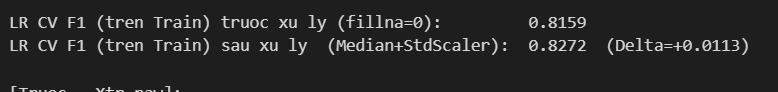 LR CV F1 (tren Train) truoc xu ly (fillna=0): 0.8159
LR CV F1 (tren Train) sau xu ly (Median+StdScaler): 0.8272 (Delta=+0.0113)